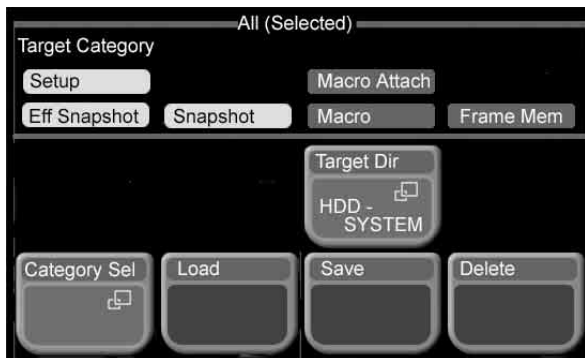 All (Selected)
Target Category
Setup
Macro Attach
Eff Snapshot
Snapshot
Macro
Frame Mem
Target Dir
HDD -
SYSTEM
Category Sel
Load
Save
Delete